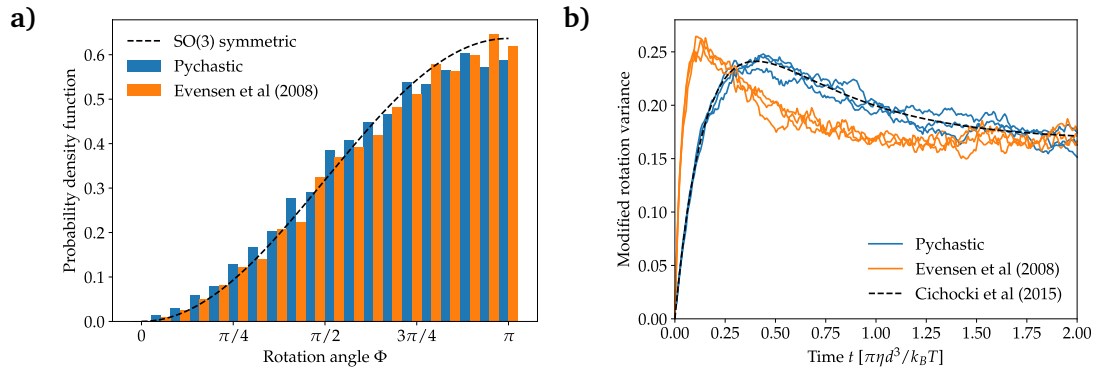 a)
Probability density function
0.6
0.5
0.4
0.3
0.2
0.1
0.0
0
π/4
π/2
3π/4
π
Rotation angle Φ
SO(3) symmetric
Pychastic
Evensen et al (2008)
b)
Modified rotation variance
0.25
0.20
0.15
0.10
0.05
0.00
0.00
0.25
0.50
0.75
1.00
1.25
1.50
1.75
2.00
Time t [πηd³/k_BT]
Pychastic
Evensen et al (2008)
Cichocki et al (2015)